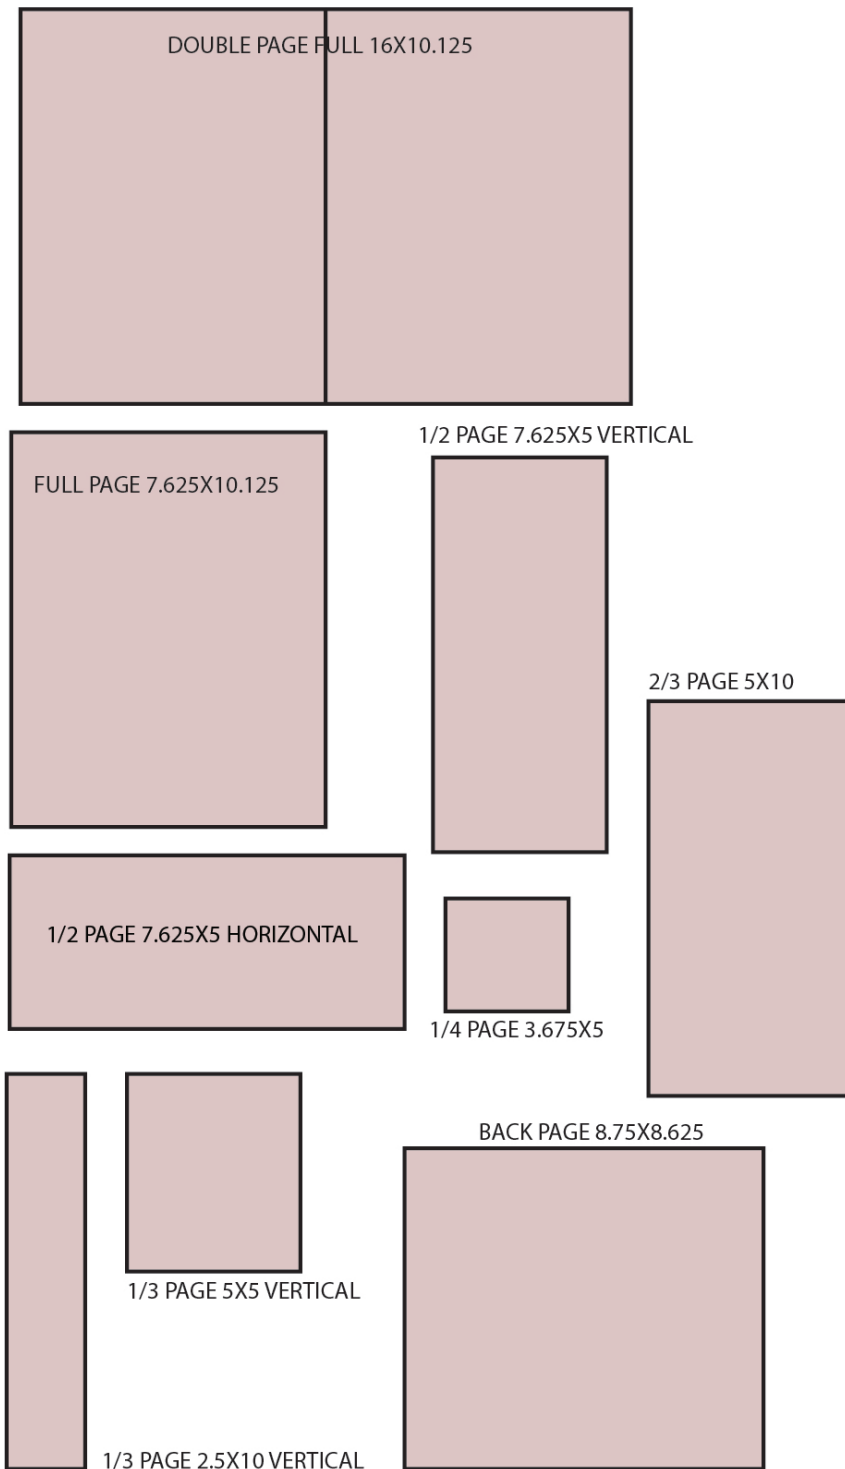 DOUBLE PAGE FULL 16X10.125
1/2 PAGE 7.625X5 VERTICAL
FULL PAGE 7.625X10.125
2/3 PAGE 5X10
1/2 PAGE 7.625X5 HORIZONTAL
1/4 PAGE 3.675X5
BACK PAGE 8.75X8.625
1/3 PAGE 5X5 VERTICAL
1/3 PAGE 2.5X10 VERTICAL